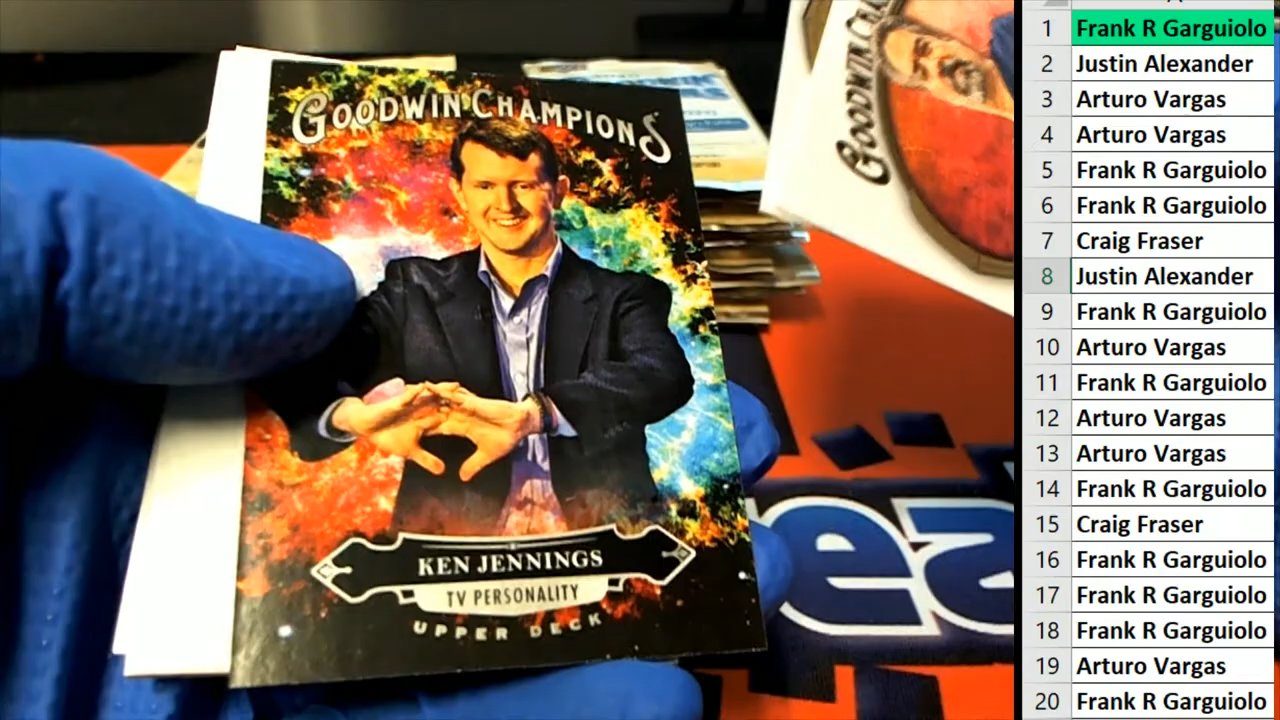 GOODWIN CHAMPIONS
KEN JENNINGS
TV PERSONALITY
UPPER DECK
GOODWIN
1 Frank R Garguiolo
2 Justin Alexander
3 Arturo Vargas
4 Arturo Vargas
5 Frank R Garguiolo
6 Frank R Garguiolo
7 Craig Fraser
8 Justin Alexander
9 Frank R Garguiolo
10 Arturo Vargas
11 Frank R Garguiolo
12 Arturo Vargas
13 Arturo Vargas
14 Frank R Garguiolo
15 Craig Fraser
16 Frank R Garguiolo
17 Frank R Garguiolo
18 Frank R Garguiolo
19 Arturo Vargas
20 Frank R Garguiolo